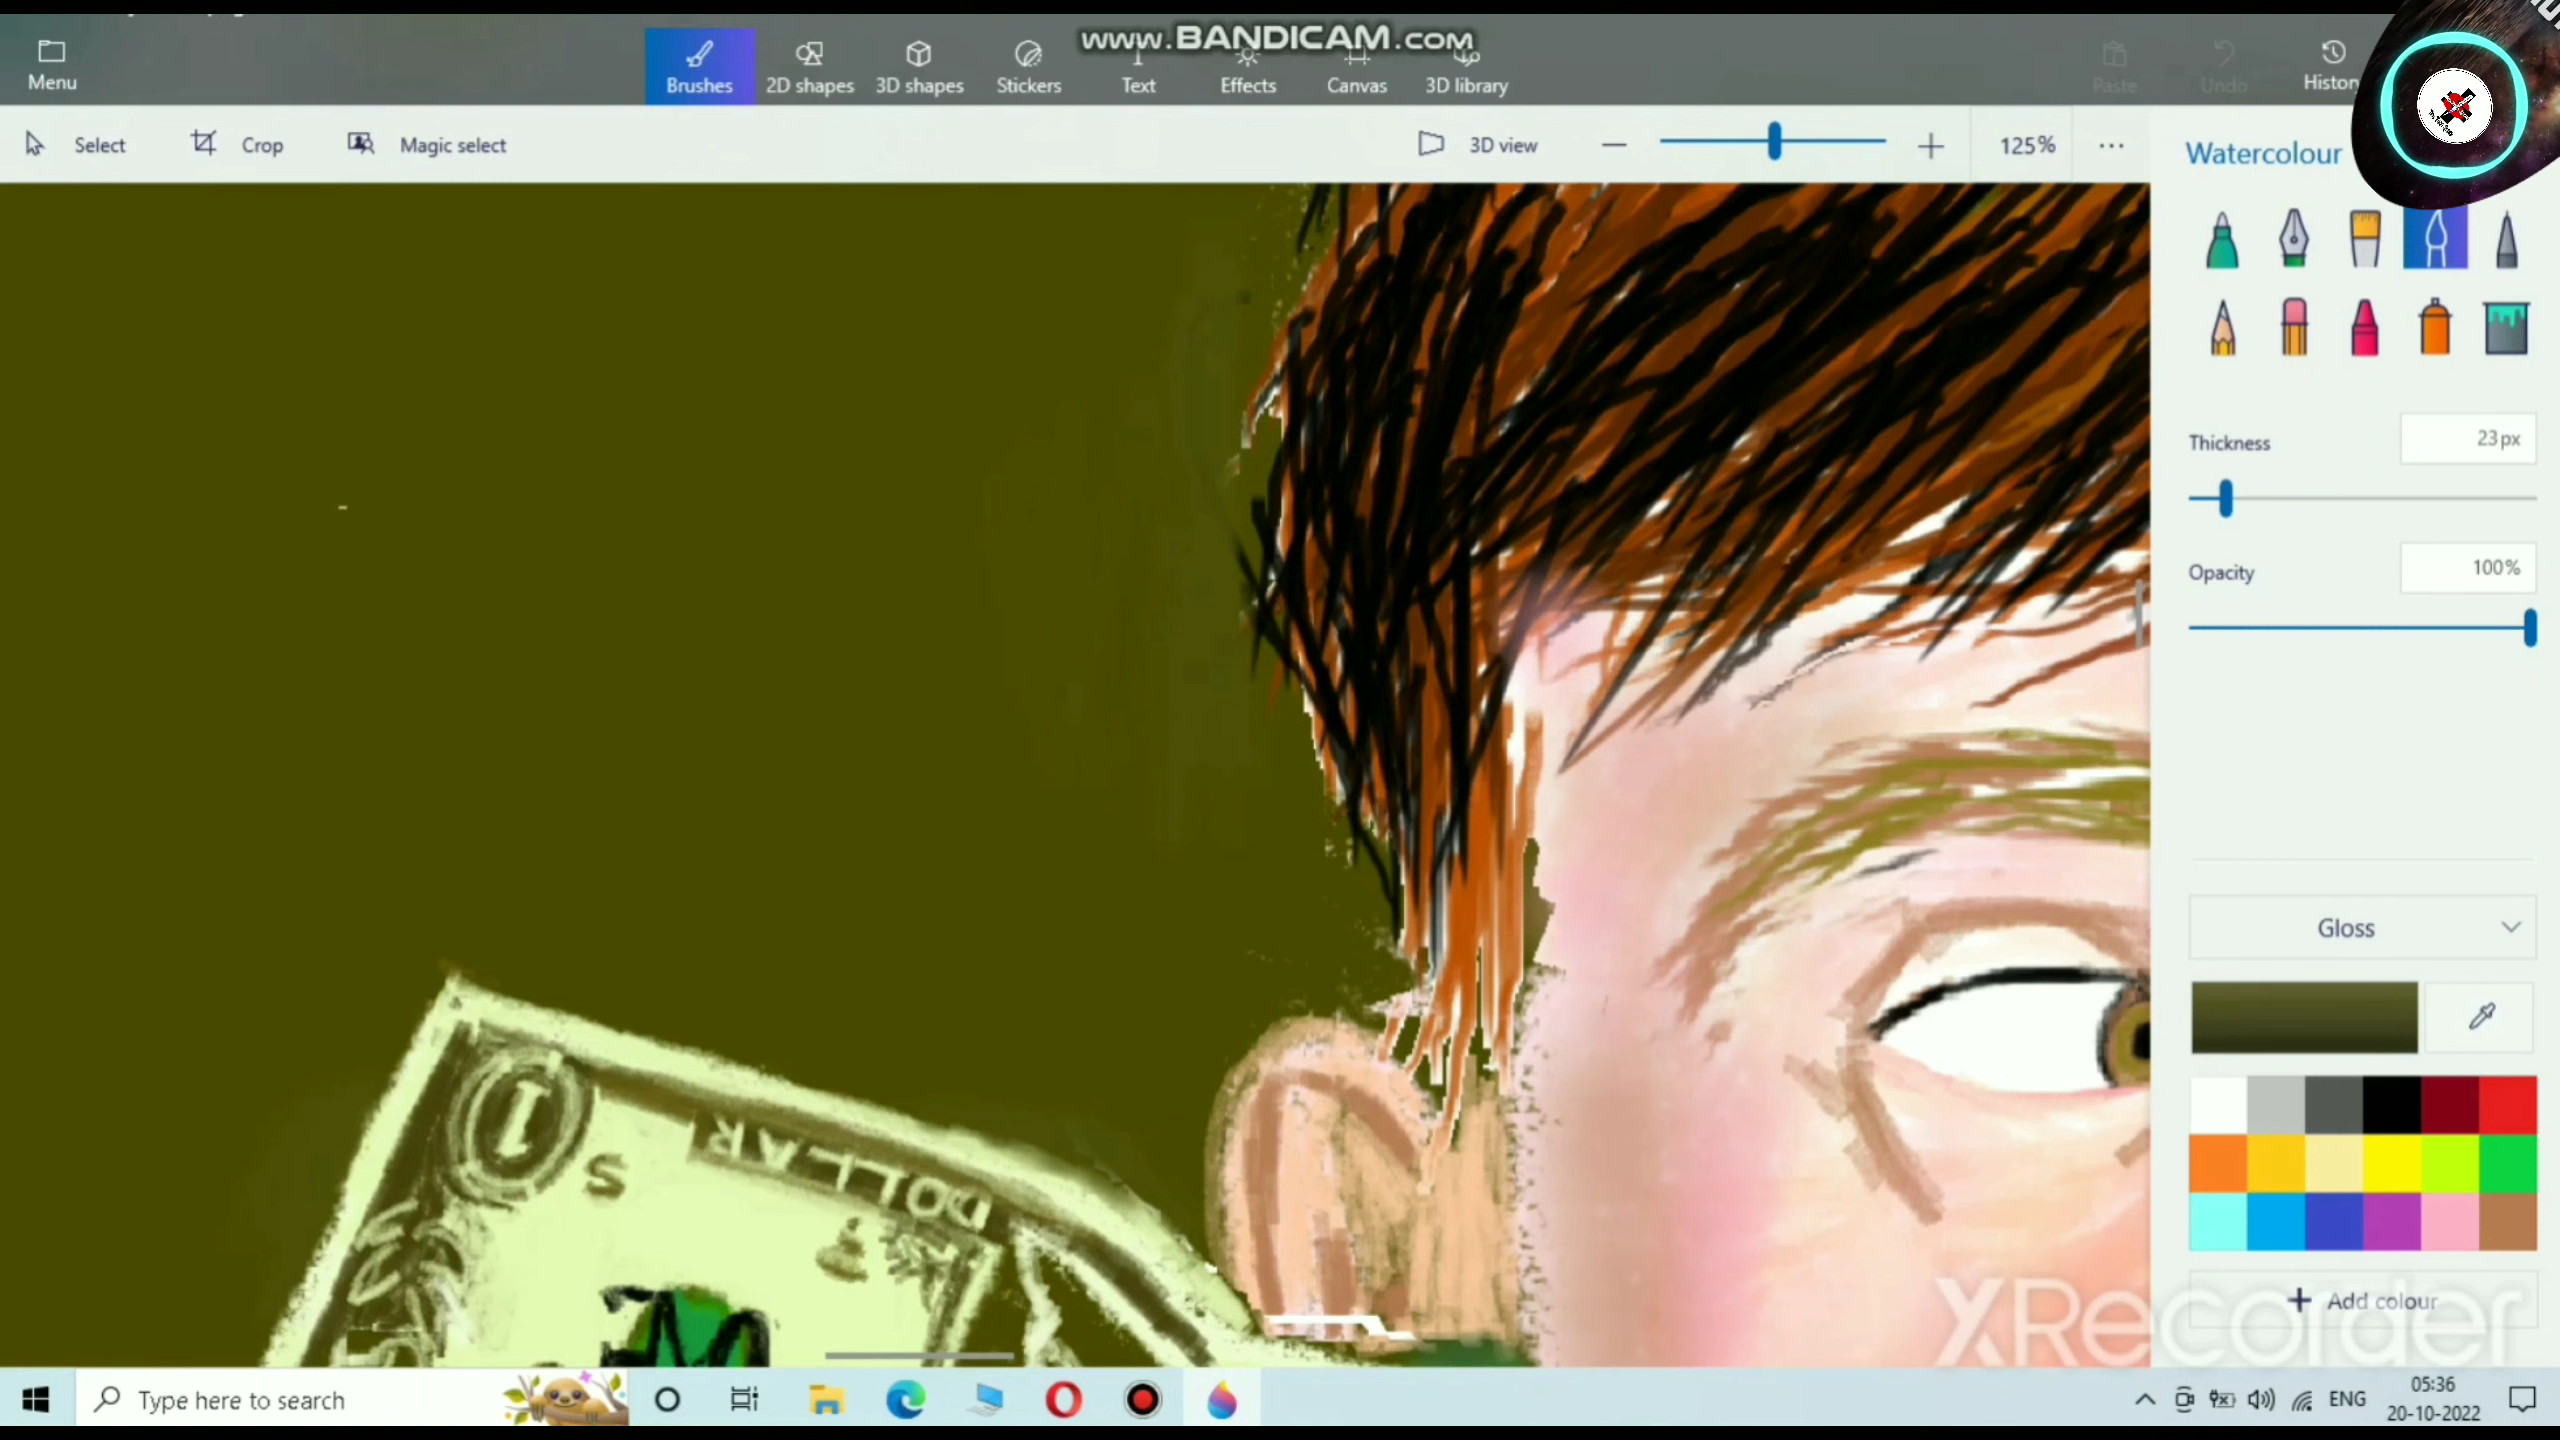 www.BANDICAM.com
Menu
Brushes
2D shapes
3D shapes
Stickers
Text
Effects
Canvas
3D library
Paste
Undo
Histor
Select
Crop
Magic select
3D view
125%
Watercolour
Thickness
23px
Opacity
100%
Gloss
1
S
DOLLAR
Add colour
XRecorder
Type here to search
ENG
05:36
20-10-2022